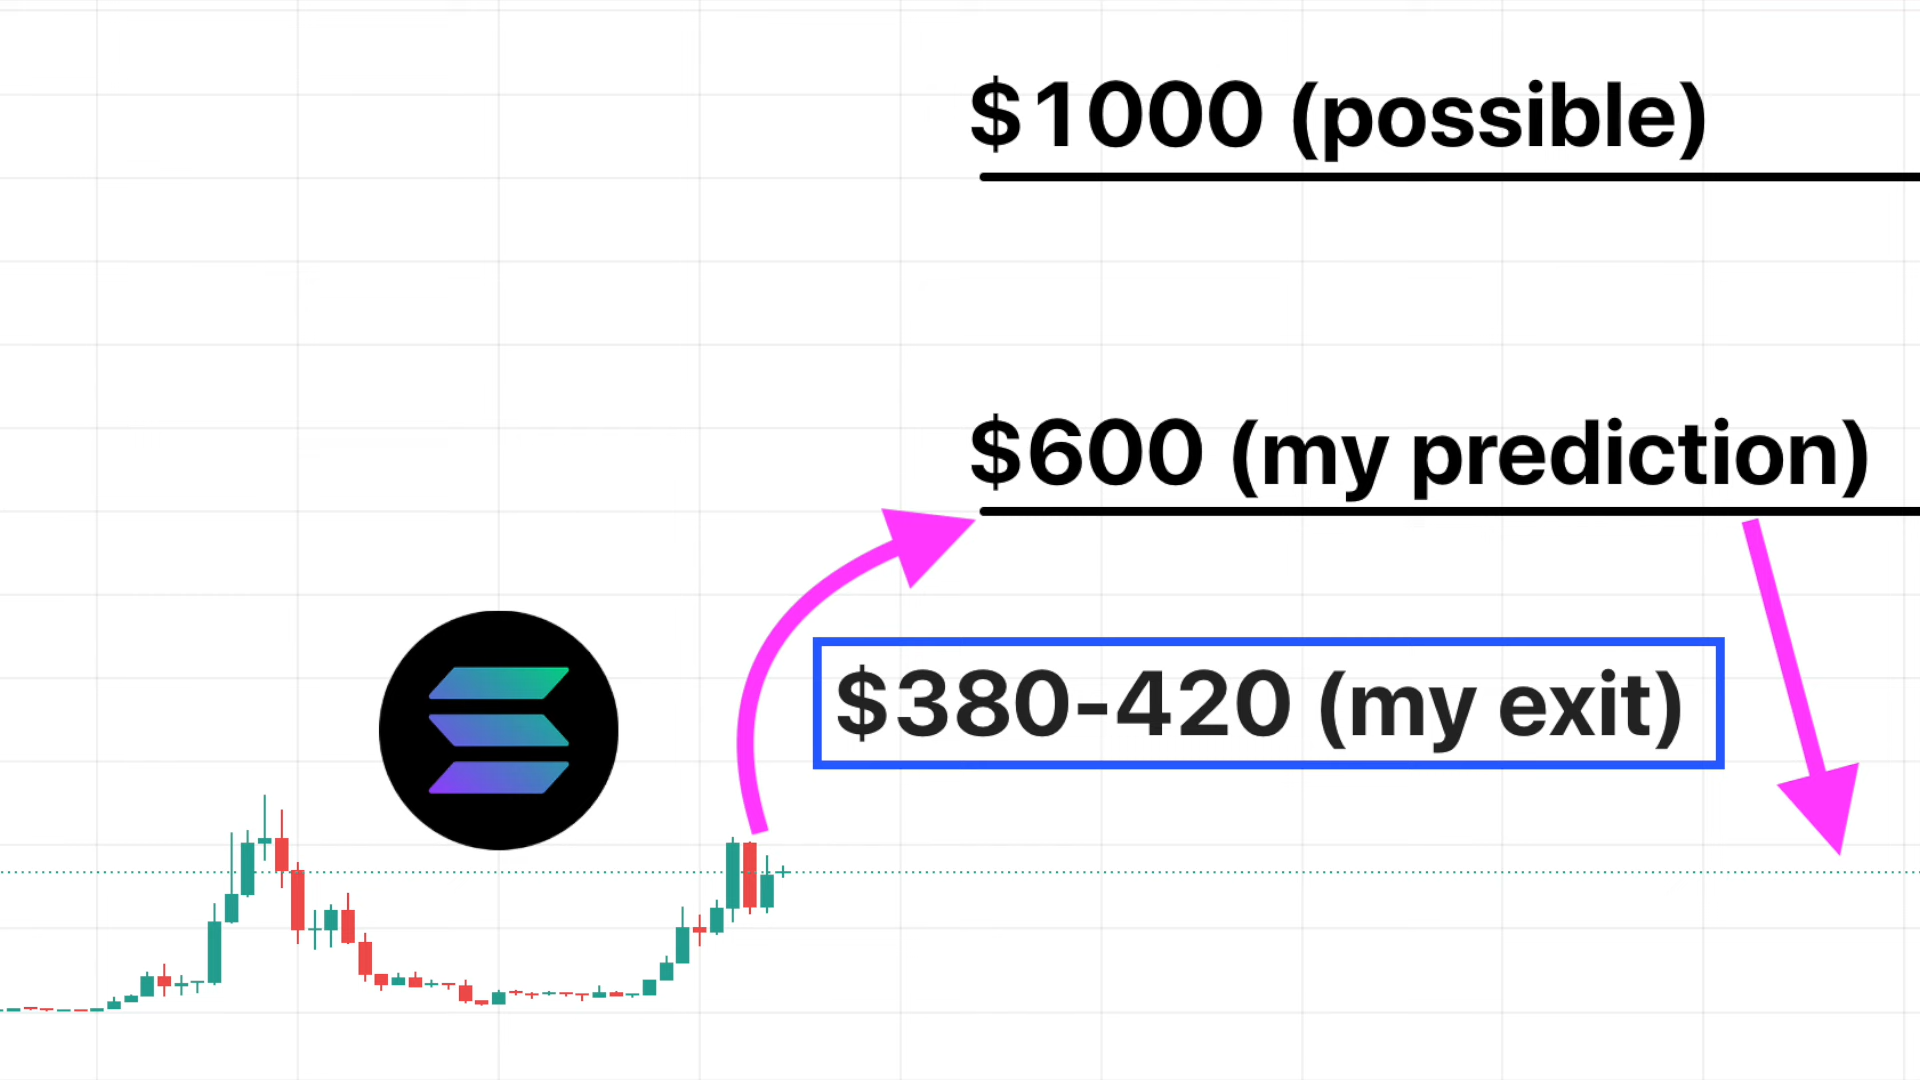 $1000 (possible)
$600 (my prediction)
$380-420 (my exit)